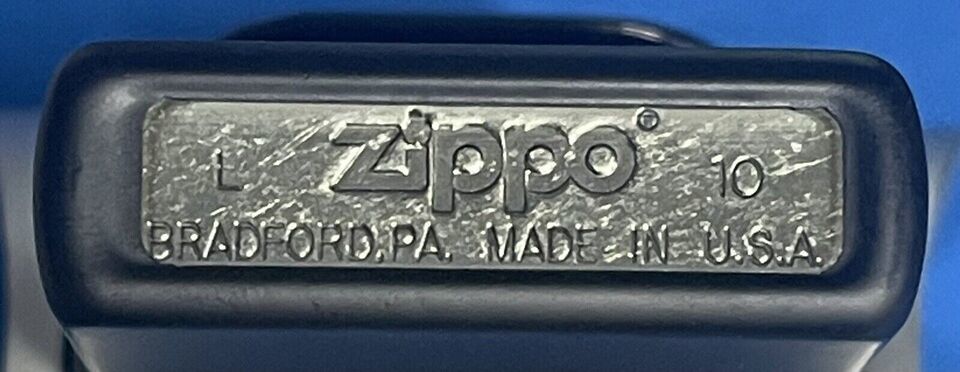 L zippo® 10
BRADFORD,PA. MADE IN U.S.A.